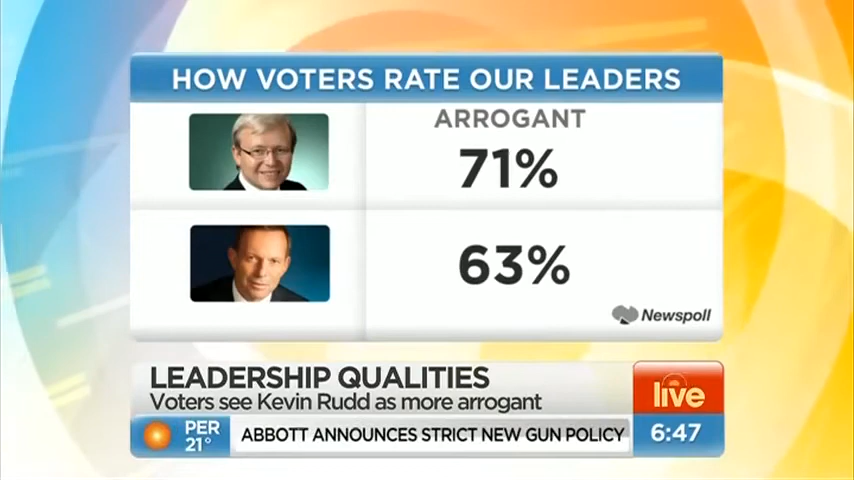 HOW VOTERS RATE OUR LEADERS
ARROGANT
71%
63%
Newspoll
LEADERSHIP QUALITIES
Voters see Kevin Rudd as more arrogant
live
PER
21°
ABBOTT ANNOUNCES STRICT NEW GUN POLICY
6:47